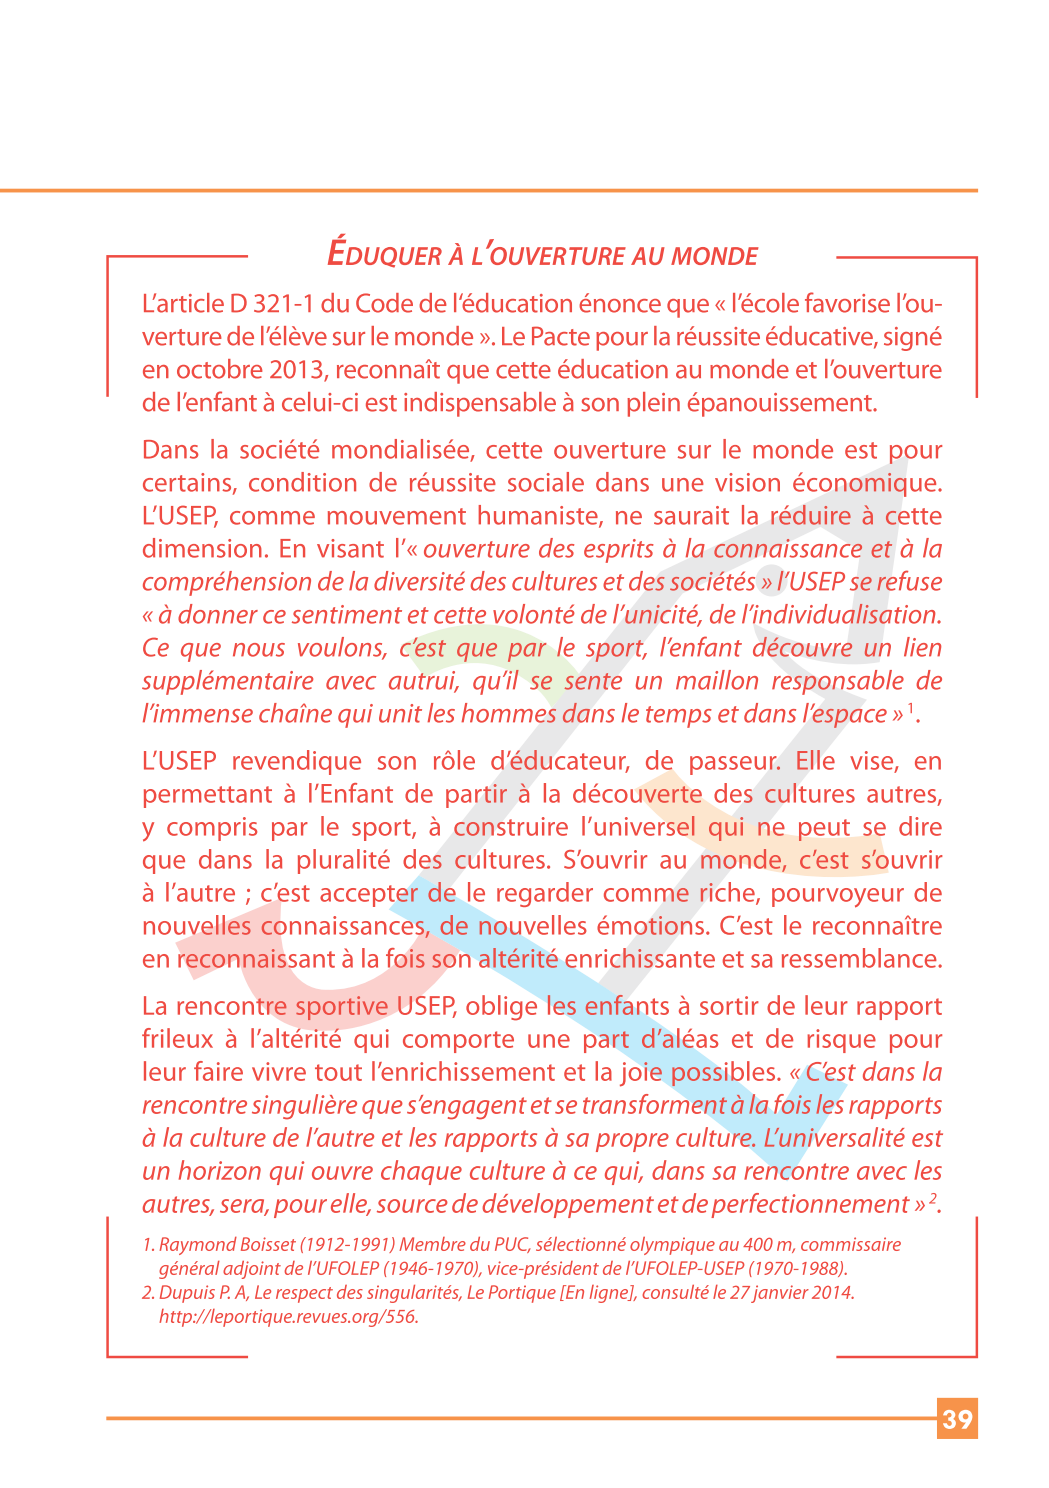 ÉDUQUER À L'OUVERTURE AU MONDE
L'article D 321-1 du Code de l'éducation énonce que « l'école favorise l'ou-
verture de l'élève sur le monde ». Le Pacte pour la réussite éducative, signé
en octobre 2013, reconnaît que cette éducation au monde et l'ouverture
de l'enfant à celui-ci est indispensable à son plein épanouissement.
Dans la société mondialisée, cette ouverture sur le monde est pour
certains, condition de réussite sociale dans une vision économique.
L'USEP, comme mouvement humaniste, ne saurait la réduire à cette
dimension. En visant l'« ouverture des esprits à la connaissance et à la
compréhension de la diversité des cultures et des sociétés » l'USEP se refuse
« à donner ce sentiment et cette volonté de l'unicité, de l'individualisation.
Ce que nous voulons, c'est que par le sport, l'enfant découvre un lien
supplémentaire avec autrui, qu'il se sente un maillon responsable de
l'immense chaîne qui unit les hommes dans le temps et dans l'espace » 1.
L'USEP revendique son rôle d'éducateur, de passeur. Elle vise, en
permettant à l'Enfant de partir à la découverte des cultures autres,
y compris par le sport, à construire l'universel qui ne peut se dire
que dans la pluralité des cultures. S'ouvrir au monde, c'est s'ouvrir
à l'autre ; c'est accepter de le regarder comme riche, pourvoyeur de
nouvelles connaissances, de nouvelles émotions. C'est le reconnaître
en reconnaissant à la fois son altérité enrichissante et sa ressemblance.
La rencontre sportive USEP, oblige les enfants à sortir de leur rapport
frileux à l'altérité qui comporte une part d'aléas et de risque pour
leur faire vivre tout l'enrichissement et la joie possibles. « C'est dans la
rencontre singulière que s'engagent et se transforment à la fois les rapports
à la culture de l'autre et les rapports à sa propre culture. L'universalité est
un horizon qui ouvre chaque culture à ce qui, dans sa rencontre avec les
autres, sera, pour elle, source de développement et de perfectionnement » 2.
1. Raymond Boisset (1912-1991) Membre du PUC, sélectionné olympique au 400 m, commissaire
général adjoint de l'UFOLEP (1946-1970), vice-président de l'UFOLEP-USEP (1970-1988).
2. Dupuis P. A, Le respect des singularités, Le Portique [En ligne], consulté le 27 janvier 2014.
http://leportique.revues.org/556.
39